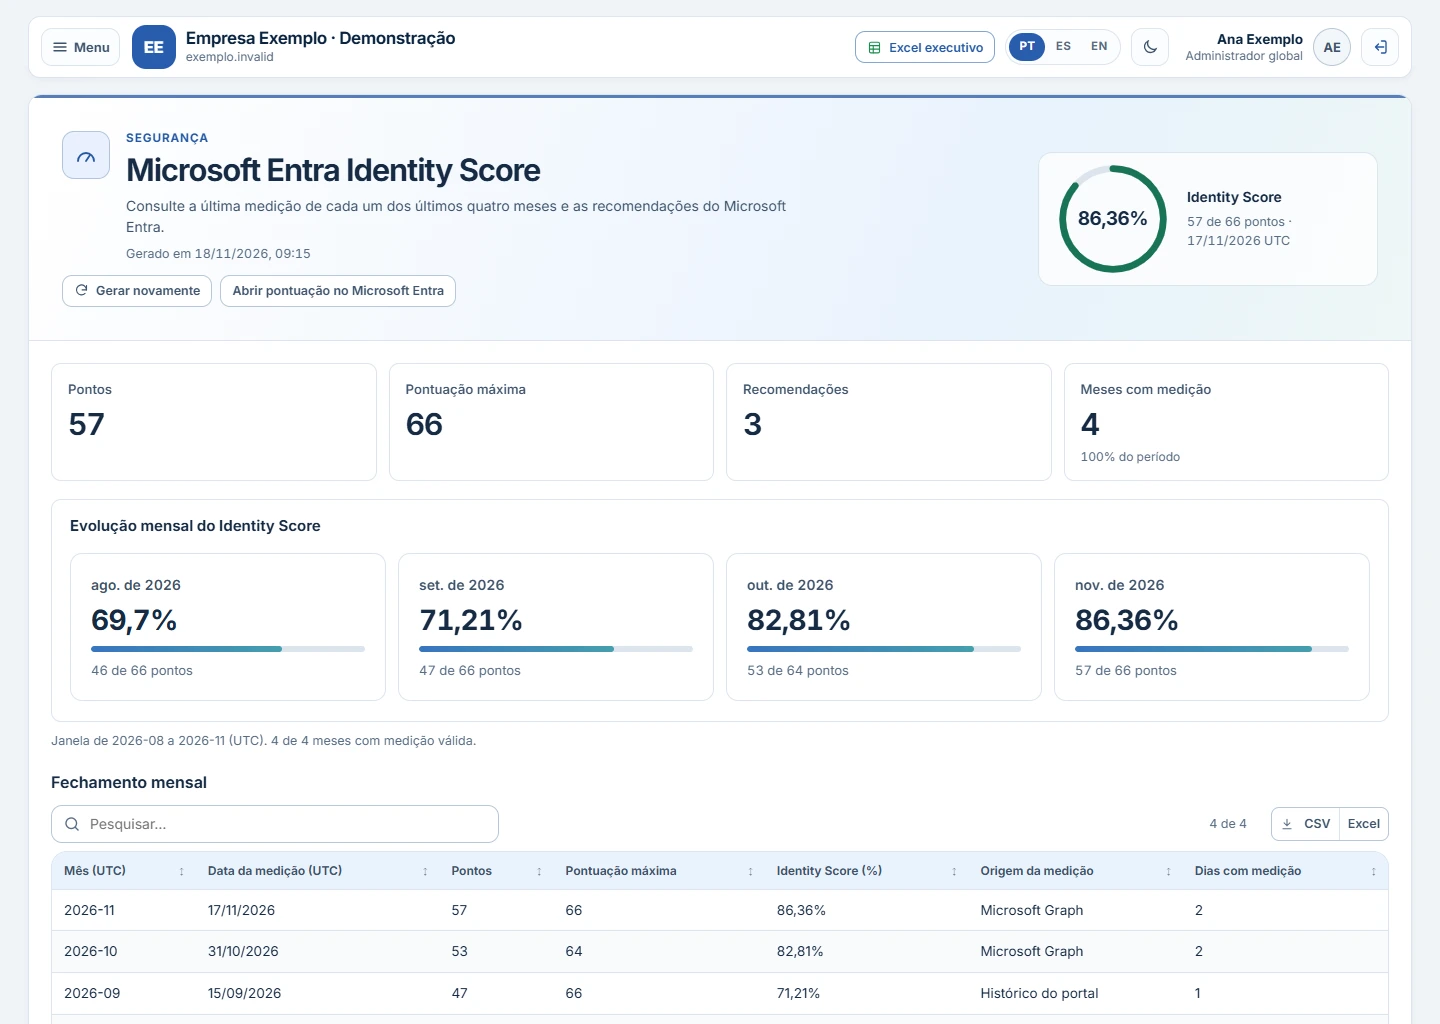 Menu
EE
Empresa Exemplo · Demonstração
exemplo.invalid
Excel executivo
PT
ES
EN
Ana Exemplo
Administrador global
AE
SEGURANÇA
Microsoft Entra Identity Score
Consulte a última medição de cada um dos últimos quatro meses e as recomendações do Microsoft
Entra.
Gerado em 18/11/2026, 09:15
Gerar novamente
Abrir pontuação no Microsoft Entra
86,36%
Identity Score
57 de 66 pontos ·
17/11/2026 UTC
Pontos
57
Pontuação máxima
66
Recomendações
3
Meses com medição
4
100% do período
Evolução mensal do Identity Score
ago. de 2026
69,7%
46 de 66 pontos
set. de 2026
71,21%
47 de 66 pontos
out. de 2026
82,81%
53 de 64 pontos
nov. de 2026
86,36%
57 de 66 pontos
Janela de 2026-08 a 2026-11 (UTC). 4 de 4 meses com medição válida.
Fechamento mensal
Pesquisar...
4 de 4
CSV
Excel
Mês (UTC) Data da medição (UTC) Pontos Pontuação máxima Identity Score (%) Origem da medição Dias com medição
2026-11 17/11/2026 57 66 86,36% Microsoft Graph 2
2026-10 31/10/2026 53 64 82,81% Microsoft Graph 2
2026-09 15/09/2026 47 66 71,21% Histórico do portal 1